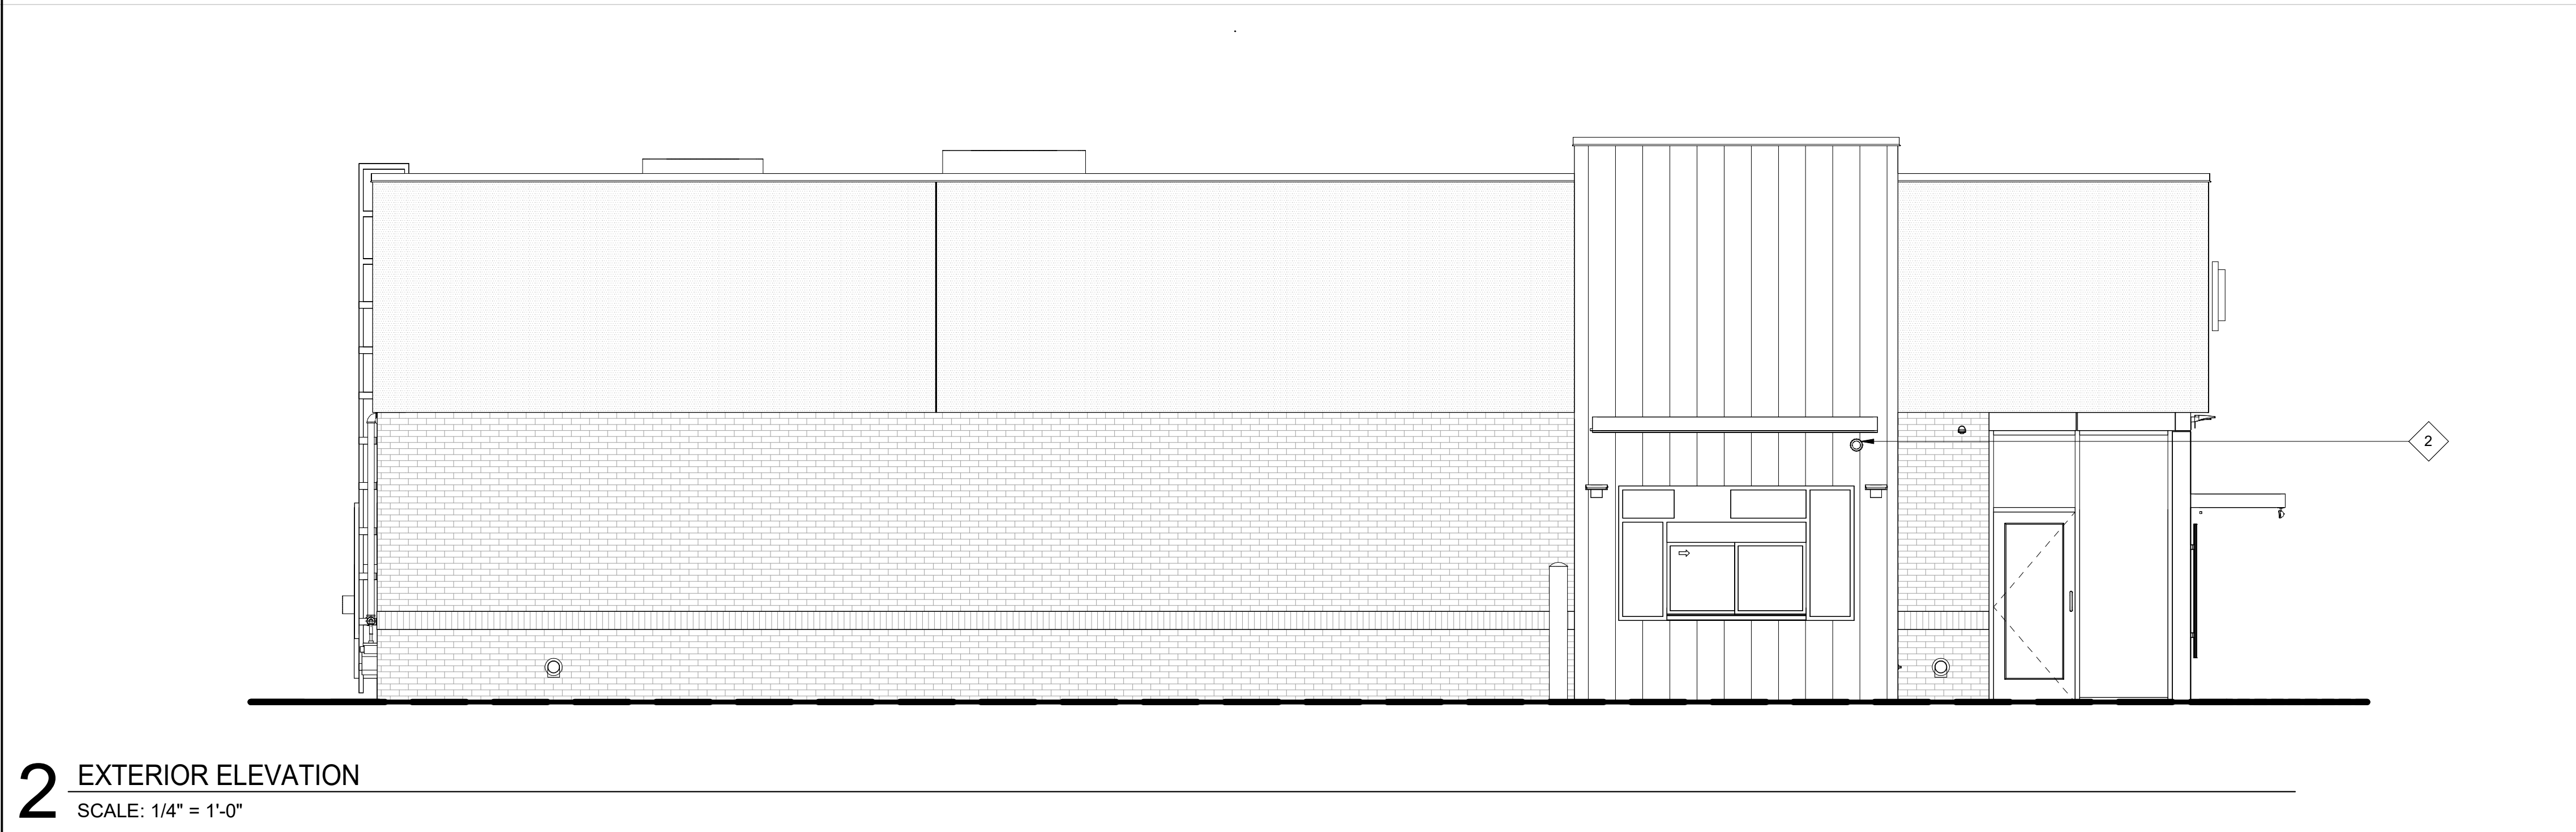 2
2 EXTERIOR ELEVATION
SCALE: 1/4" = 1'-0"